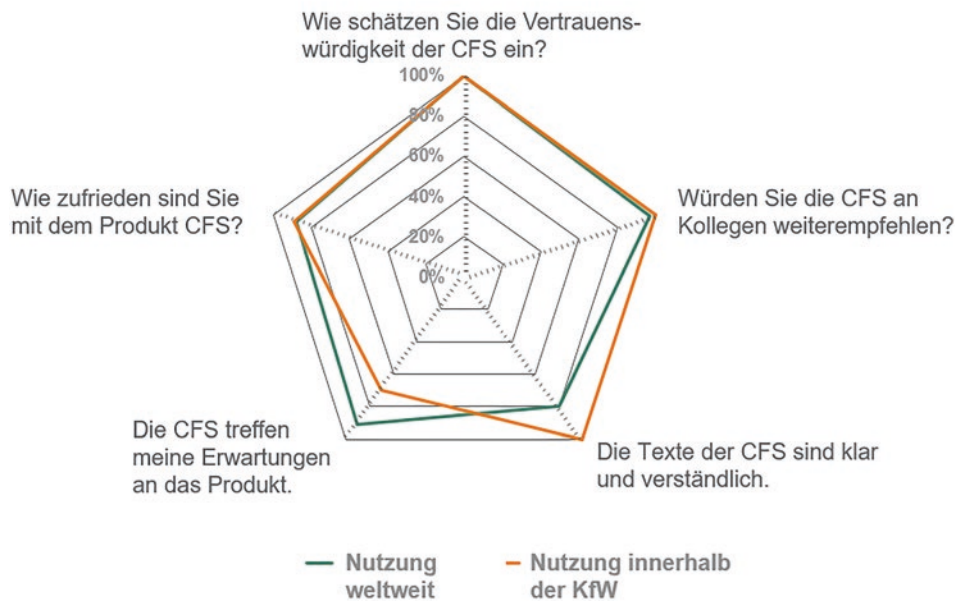 Wie schätzen Sie die Vertrauens-
würdigkeit der CFS ein?
100%
80%
60%
40%
20%
0%
Wie zufrieden sind Sie
mit dem Produkt CFS?
Würden Sie die CFS an
Kollegen weiterempfehlen?
Die CFS treffen
meine Erwartungen
an das Produkt.
Die Texte der CFS sind klar
und verständlich.
Nutzung
weltweit
Nutzung innerhalb
der KfW